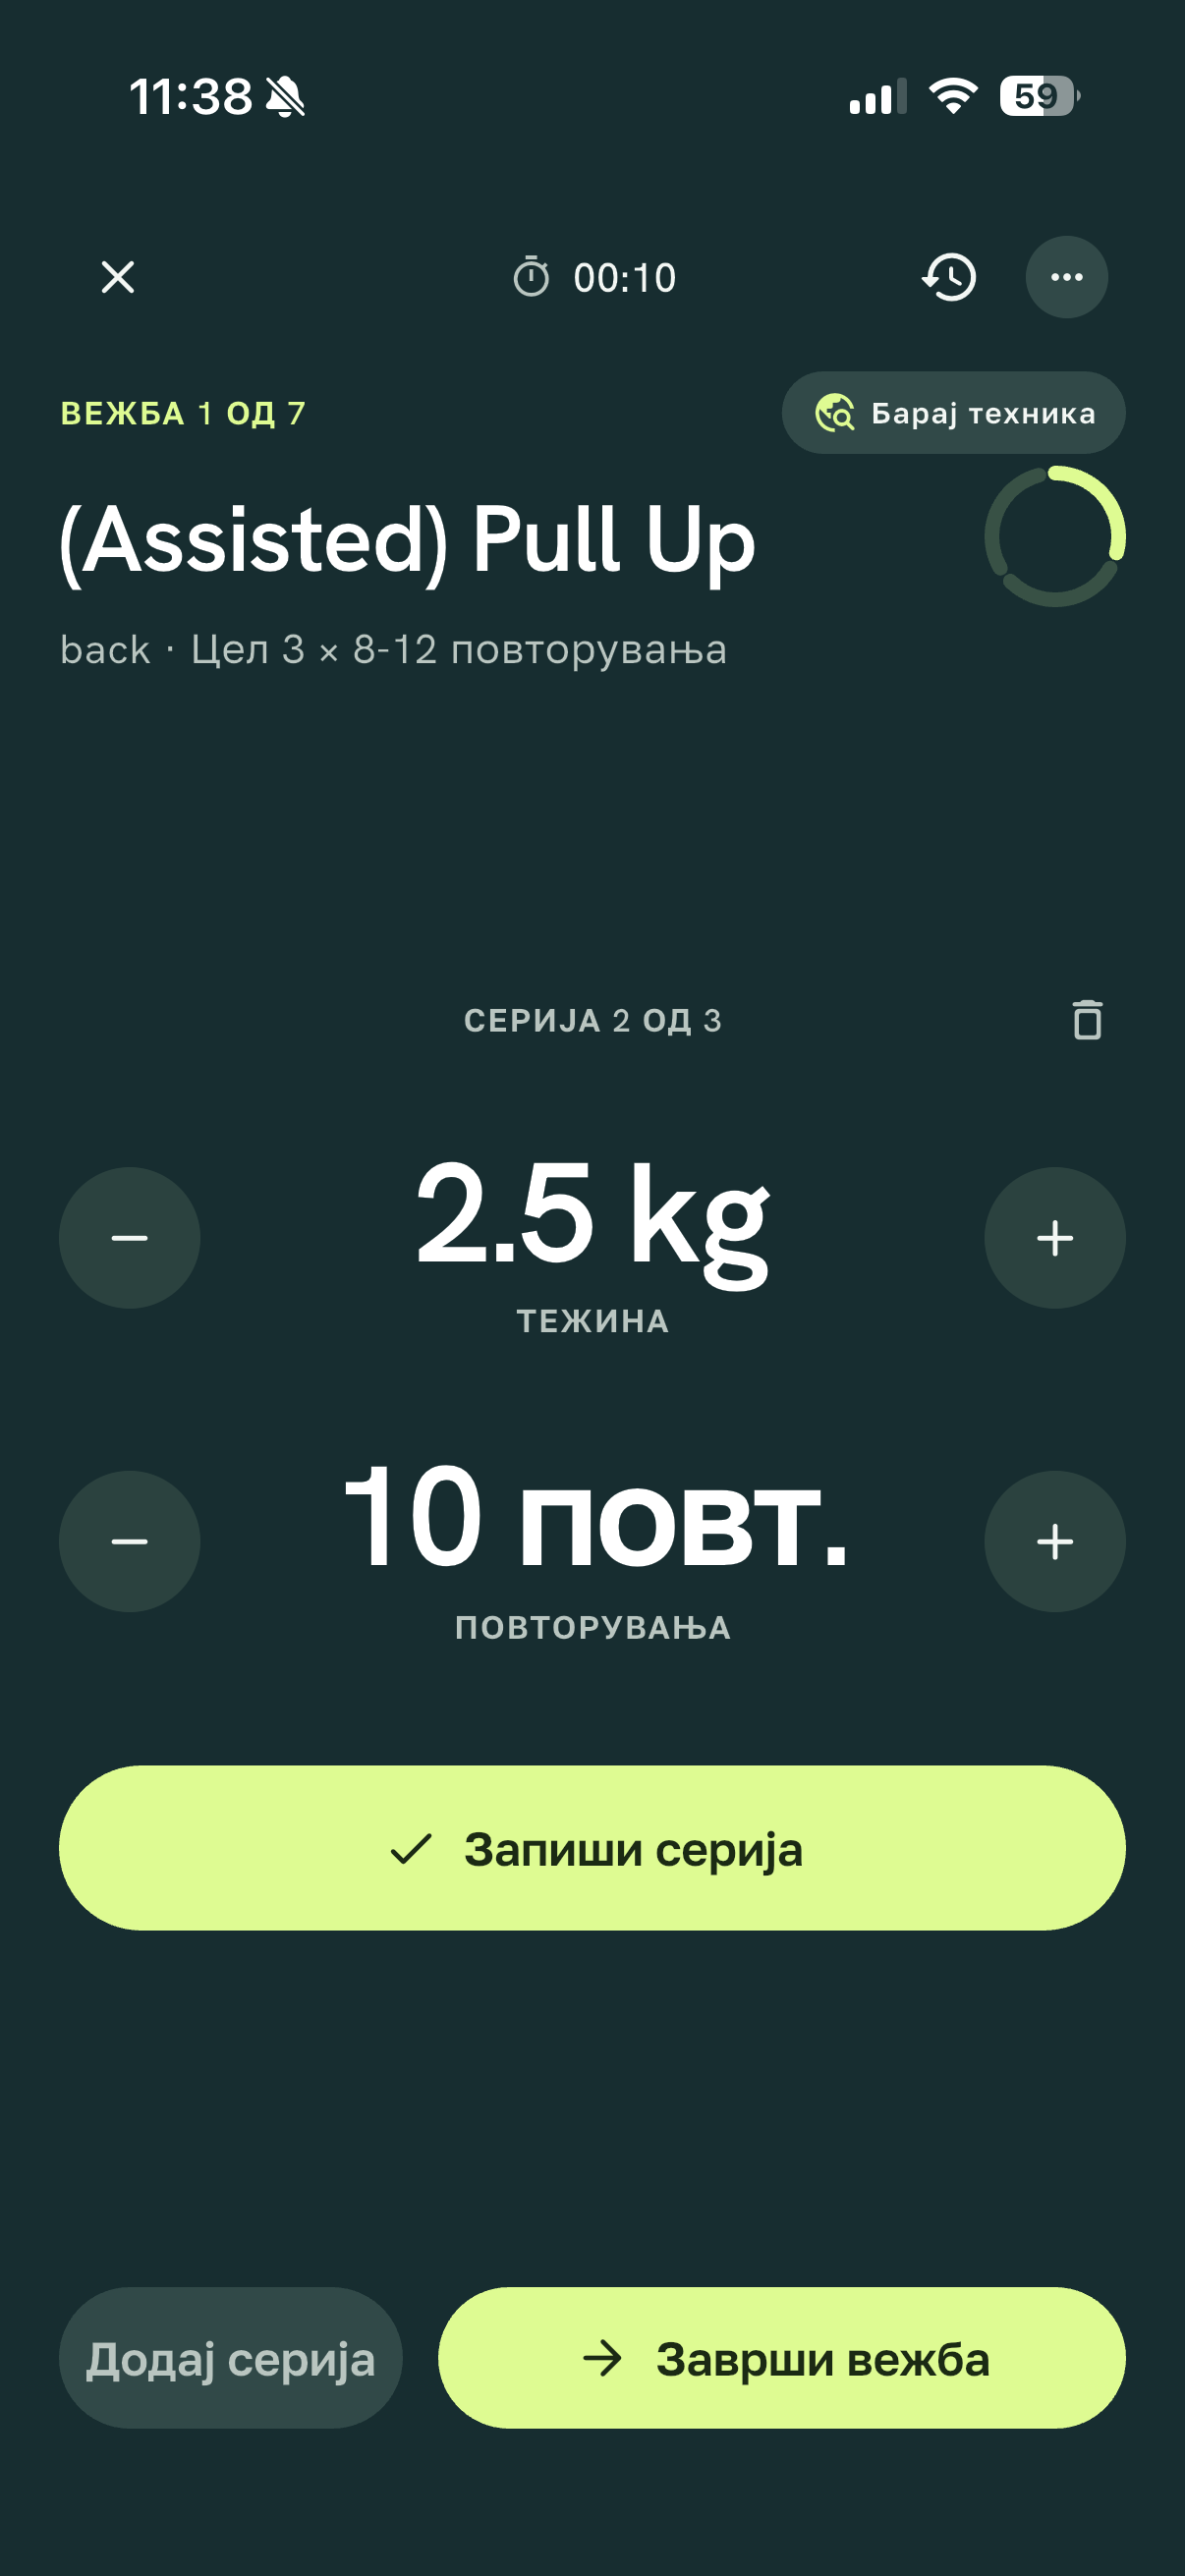 11:38
59
00:10
ВЕЖБА 1 ОД 7
Барај техника
(Assisted) Pull Up
back · Цел 3 × 8-12 повторувања
СЕРИЈА 2 ОД 3
2.5 kg
ТЕЖИНА
10 повт.
ПОВТОРУВАЊА
Запиши серија
Додај серија
Заврши вежба